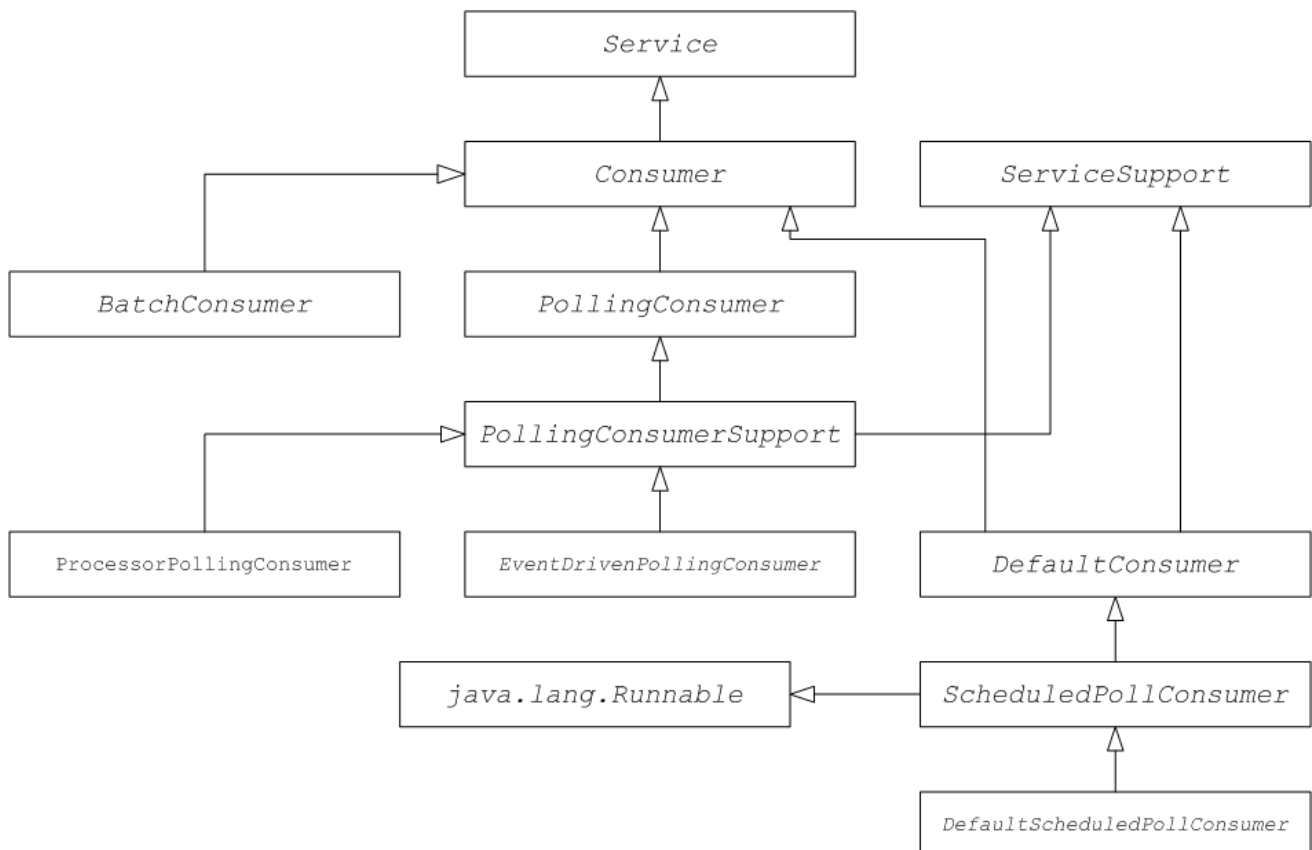 Service
Consumer
ServiceSupport
BatchConsumer
PollingConsumer
PollingConsumerSupport
ProcessorPollingConsumer
EventDrivenPollingConsumer
DefaultConsumer
java.lang.Runnable
ScheduledPollConsumer
DefaultScheduledPollConsumer